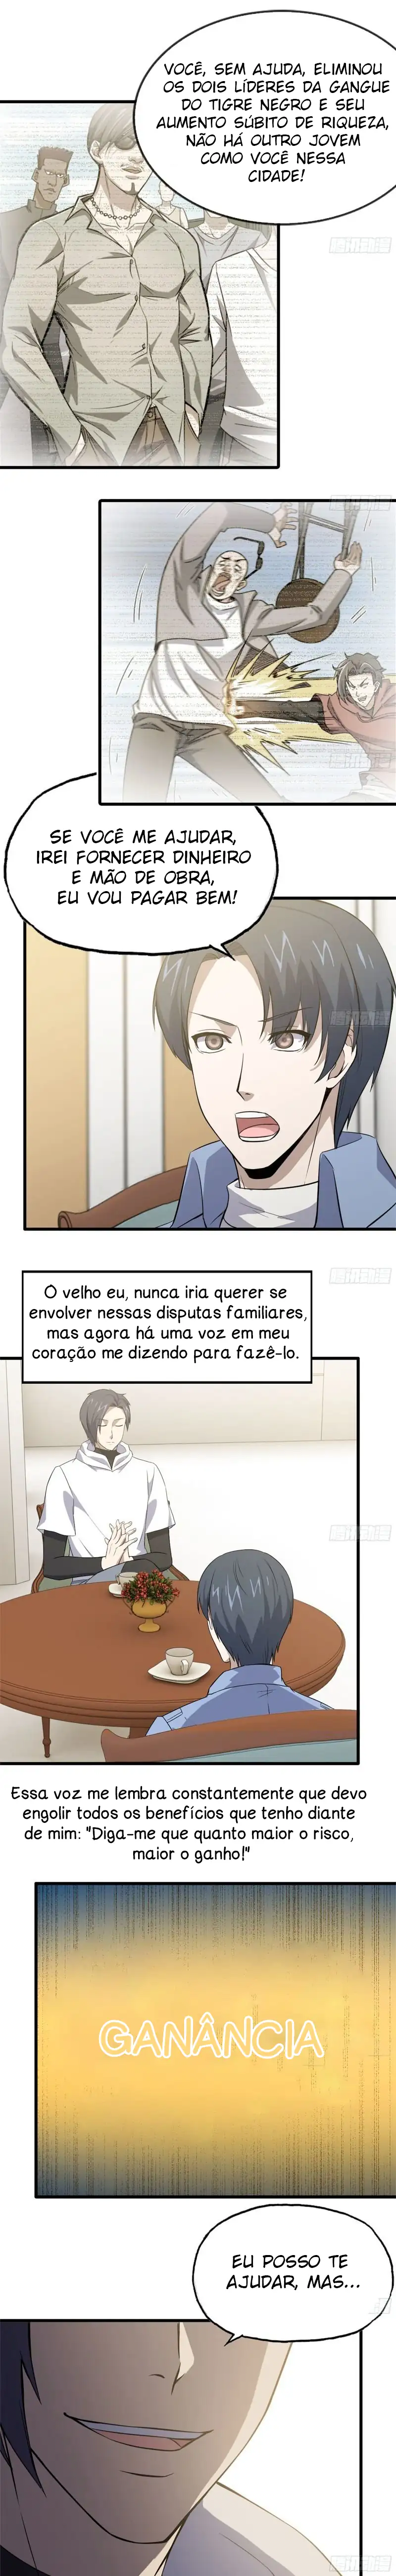 VOCÊ, SEM AJUDA, ELIMINOU
OS DOIS LÍDERES DA GANGUE
DO TIGRE NEGRO E SEU
AUMENTO SÚBITO DE RIQUEZA,
NÃO HÁ OUTRO JOVEM
COMO VOCÊ NESSA
CIDADE!
SE VOCÊ ME AJUDAR,
IREI FORNECER DINHEIRO
E MÃO DE OBRA,
EU VOU PAGAR BEM!
O velho eu, nunca iria querer se
envolver nessas disputas familiares,
mas agora há uma voz em meu
coração me dizendo para fazê-lo.
Essa voz me lembra constantemente que devo
engolir todos os benefícios que tenho diante
de mim: "Diga-me que quanto maior o risco,
maior o ganho!"
GANÂNCIA
EU POSSO TE
AJUDAR, MAS...